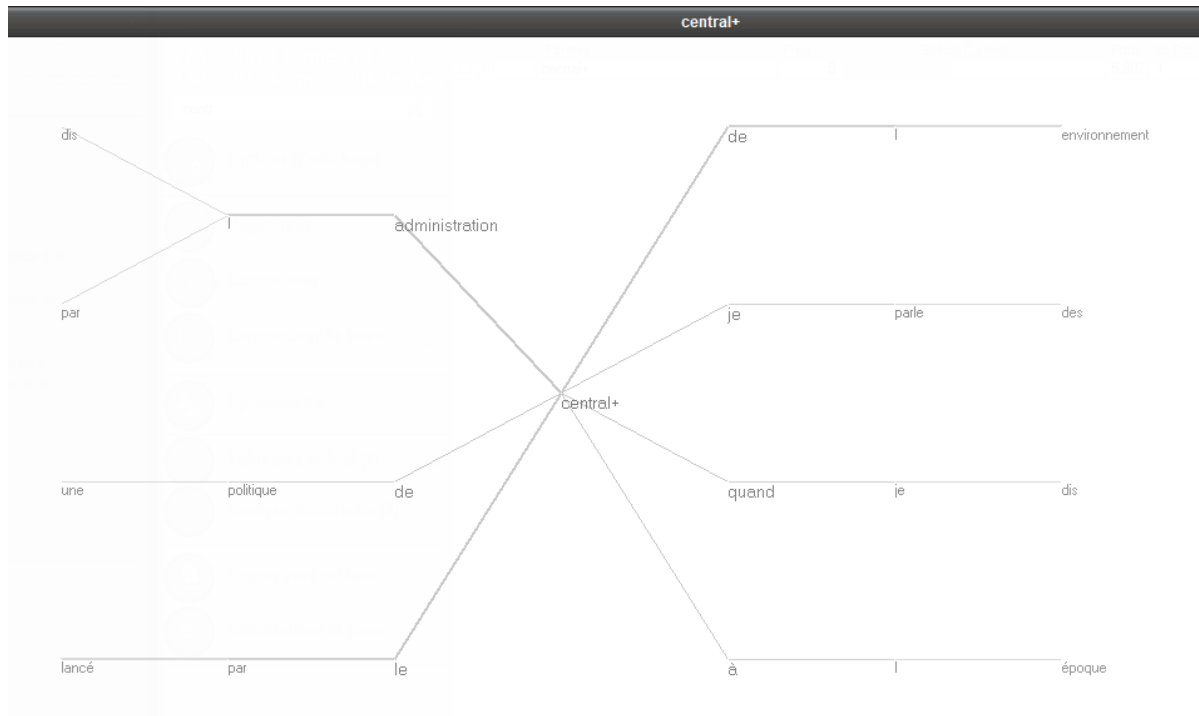 central+
dis
de l environnement
l administration
par
je parle des
central+
une politique de
quand je dis
lancé par le
à l époque